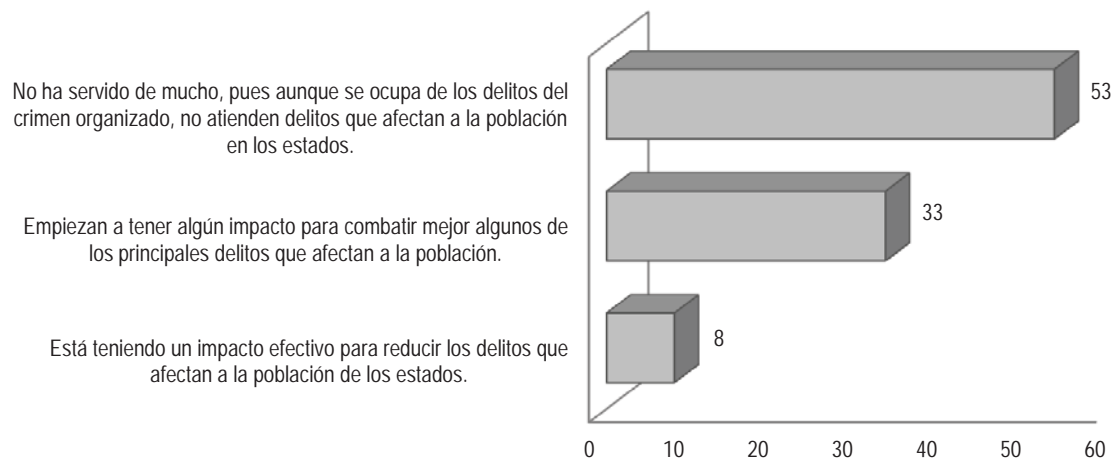 No ha servido de mucho, pues aunque se ocupa de los delitos del
crimen organizado, no atienden delitos que afectan a la población
en los estados.
53
Empiezan a tener algún impacto para combatir mejor algunos de
los principales delitos que afectan a la población.
33
Está teniendo un impacto efectivo para reducir los delitos que
afectan a la población de los estados.
8
0 10 20 30 40 50 60